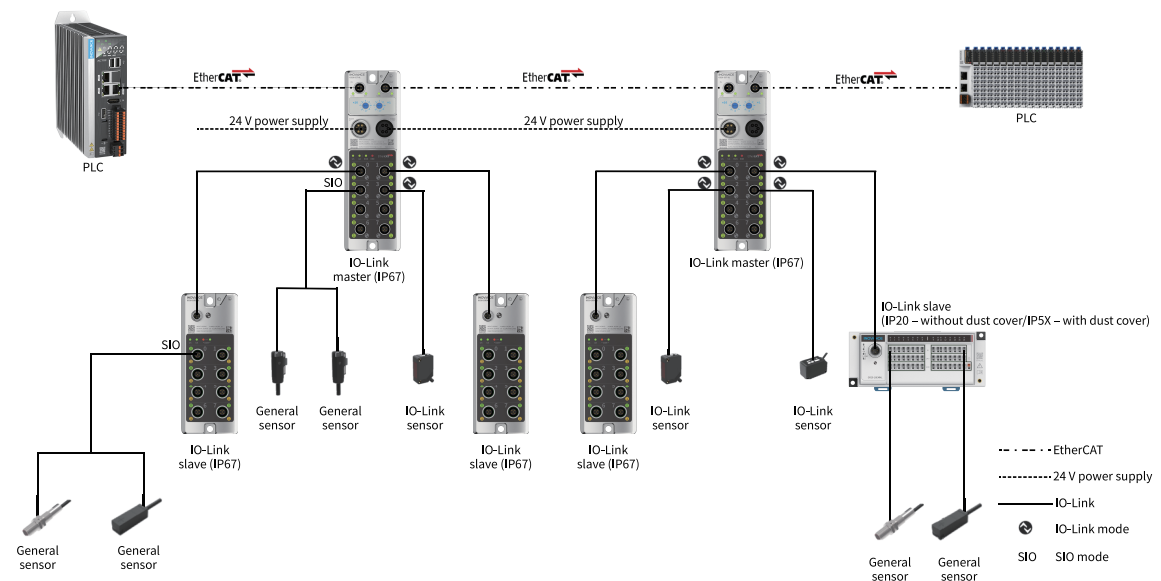 EtherCAT
EtherCAT
EtherCAT
PLC
24 V power supply
24 V power supply
PLC
SIO
IO-Link
master (IP67)
IO-Link master (IP67)
IO-Link slave
(IP20 – without dust cover/IP5X – with dust cover)
SIO
General
sensor
General
sensor
IO-Link
sensor
IO-Link
sensor
IO-Link
sensor
IO-Link
slave (IP67)
IO-Link
slave (IP67)
IO-Link
slave (IP67)
EtherCAT
24 V power supply
IO-Link
IO-Link mode
SIO
SIO mode
General
sensor
General
sensor
General
sensor
General
sensor